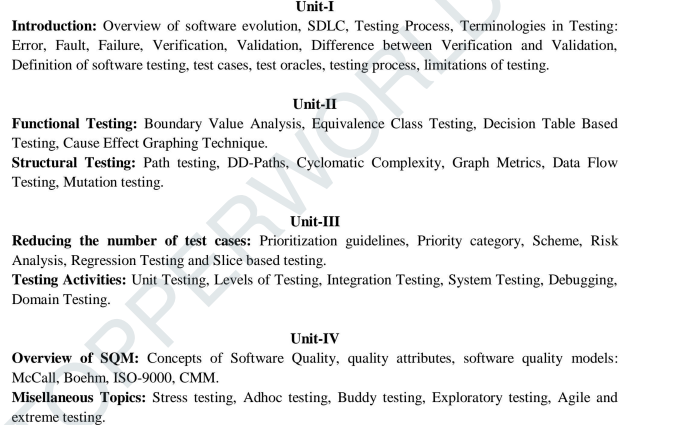 Unit-I
Introduction: Overview of software evolution, SDLC, Testing Process, Terminologies in Testing:
Error, Fault, Failure, Verification, Validation, Difference between Verification and Validation,
Definition of software testing, test cases, test oracles, testing process, limitations of testing.
Unit-II
Functional Testing: Boundary Value Analysis, Equivalence Class Testing, Decision Table Based
Testing, Cause Effect Graphing Technique.
Structural Testing: Path testing, DD-Paths, Cyclomatic Complexity, Graph Metrics, Data Flow
Testing, Mutation testing.
Unit-III
Reducing the number of test cases: Prioritization guidelines, Priority category, Scheme, Risk
Analysis, Regression Testing and Slice based testing.
Testing Activities: Unit Testing, Levels of Testing, Integration Testing, System Testing, Debugging,
Domain Testing.
Unit-IV
Overview of SQM: Concepts of Software Quality, quality attributes, software quality models:
McCall, Boehm, ISO-9000, CMM.
Misellaneous Topics: Stress testing, Adhoc testing, Buddy testing, Exploratory testing, Agile and
extreme testing.
TOPPERWORLD